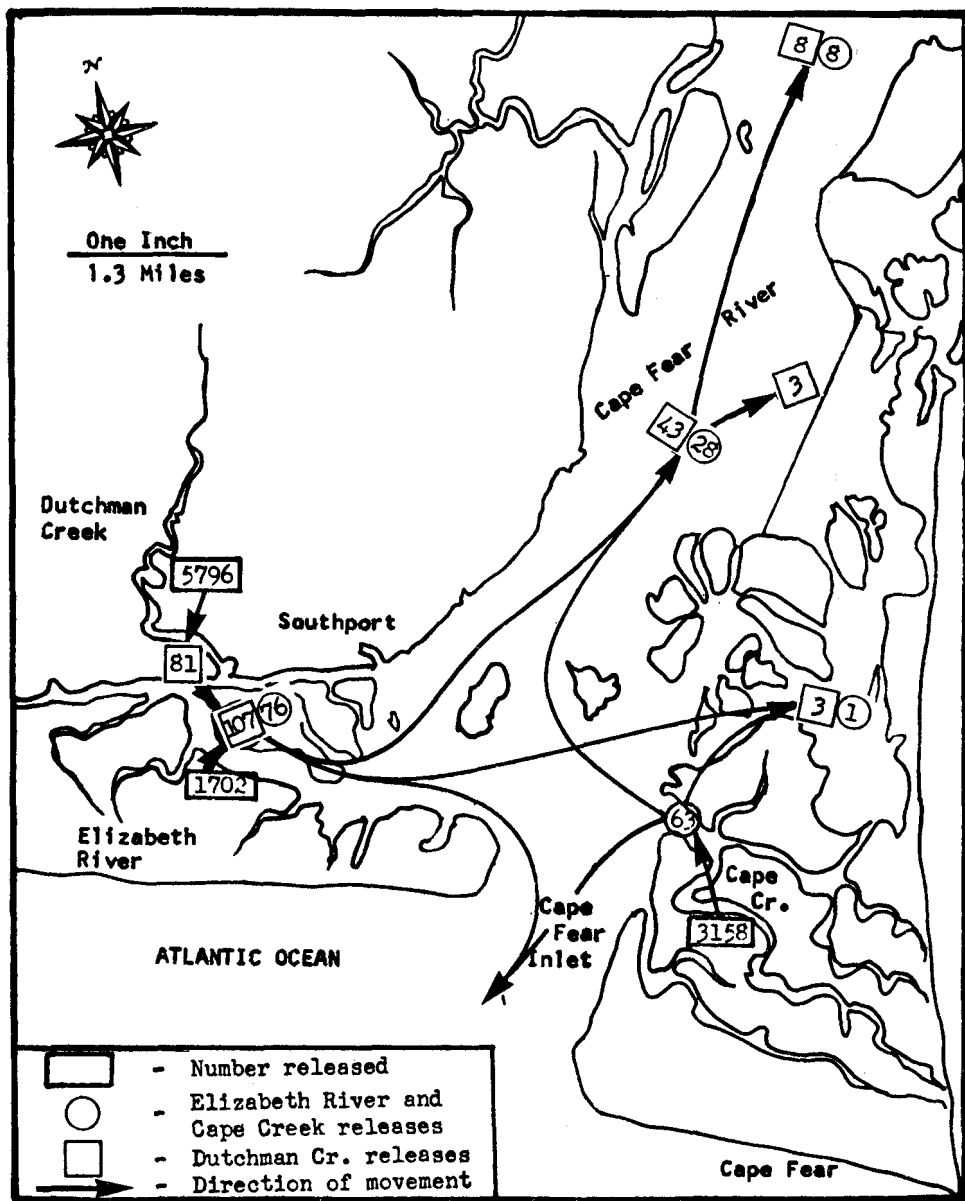 N
8
8
One Inch
1.3 Miles
River
Cape Fear
3
43
28
Dutchman
Creek
5796
Southport
81
107
76
3
1
1702
63
Elizabeth
River
Cape
Cr.
3158
Cape
Fear
Inlet
ATLANTIC OCEAN
- Number released
- Elizabeth River and
Cape Creek releases
- Dutchman Cr. releases
- Direction of movement
Cape Fear